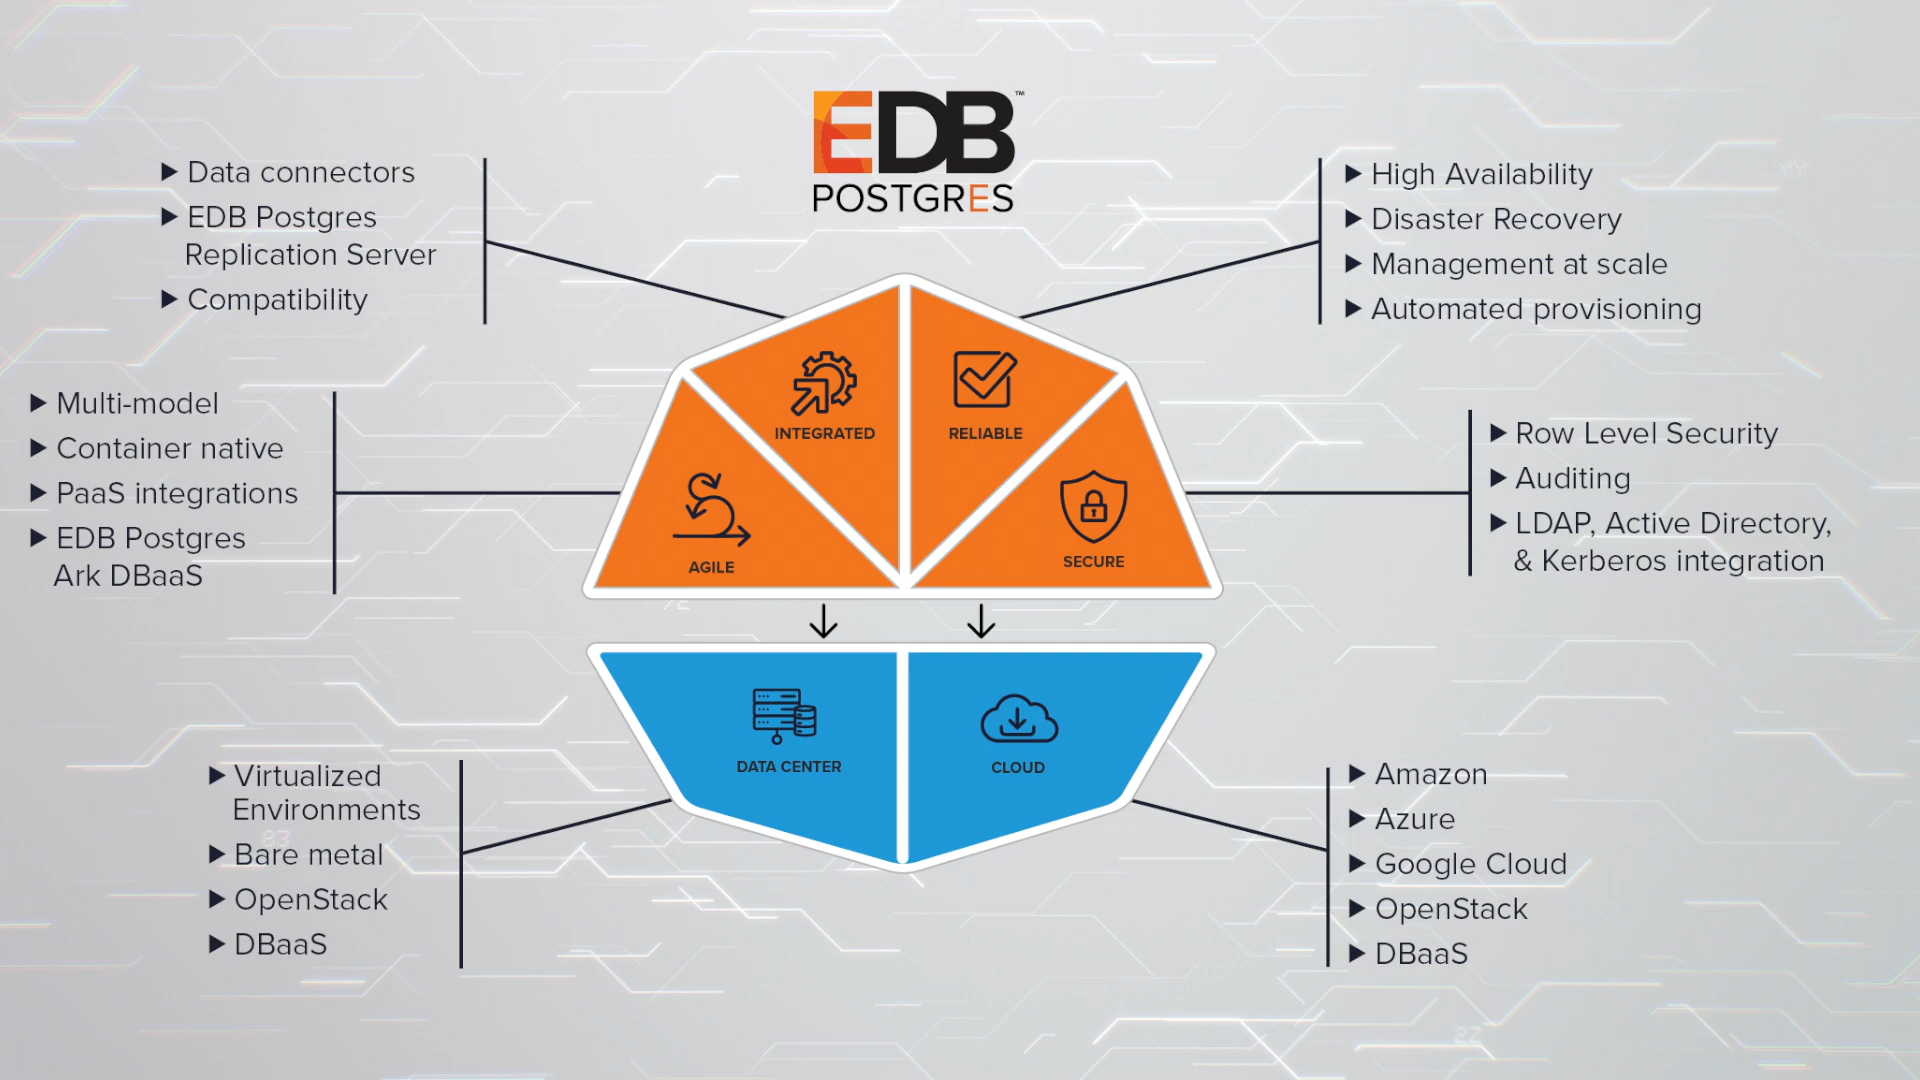 EDB™
POSTGRES
▶ Data connectors
▶ EDB Postgres
Replication Server
▶ Compatibility
▶ High Availability
▶ Disaster Recovery
▶ Management at scale
▶ Automated provisioning
▶ Multi-model
▶ Container native
▶ PaaS integrations
▶ EDB Postgres
Ark DBaaS
INTEGRATED
RELIABLE
AGILE
SECURE
▶ Row Level Security
▶ Auditing
▶ LDAP, Active Directory,
& Kerberos integration
DATA CENTER
CLOUD
▶ Virtualized
Environments
▶ Bare metal
▶ OpenStack
▶ DBaaS
▶ Amazon
▶ Azure
▶ Google Cloud
▶ OpenStack
▶ DBaaS